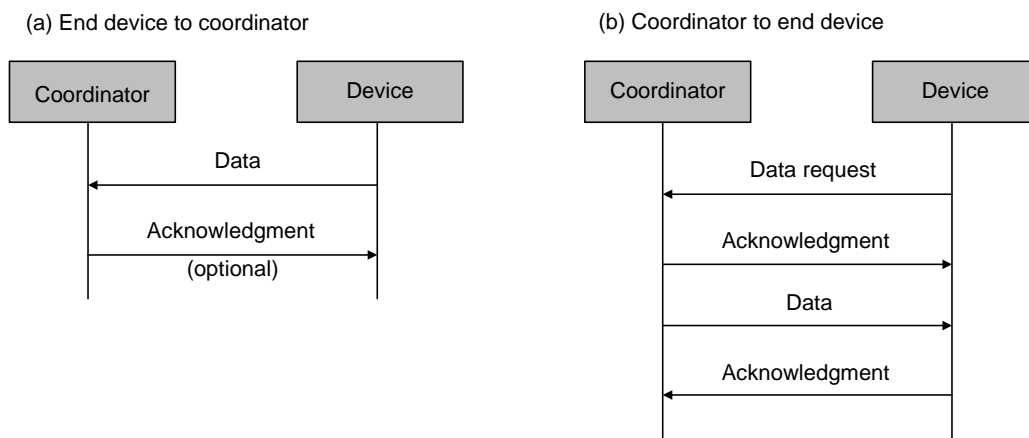 (a) End device to coordinator
Coordinator
Device
Data
Acknowledgment
(optional)
(b) Coordinator to end device
Coordinator
Device
Data request
Acknowledgment
Data
Acknowledgment